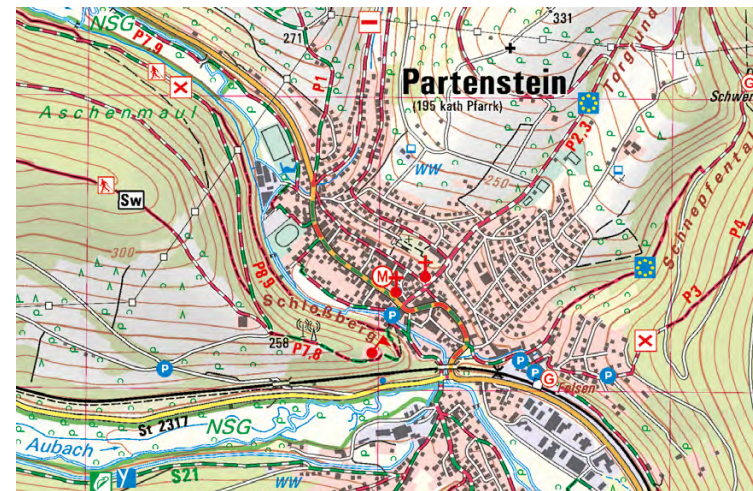 NSG
P7,9
271
P1
331
Partenstein
(195 kath Pfarrk)
Torgrund
P2,3
Aschenmaul
Schwer
G
WW
250
Schnepfental
P4
Sw
300
P8,9
M
Schloßberg
P
P3
258
P7,8
P
P
P
P
G
Felsen
St 2317
NSG
Aubach
S21
WW
Y